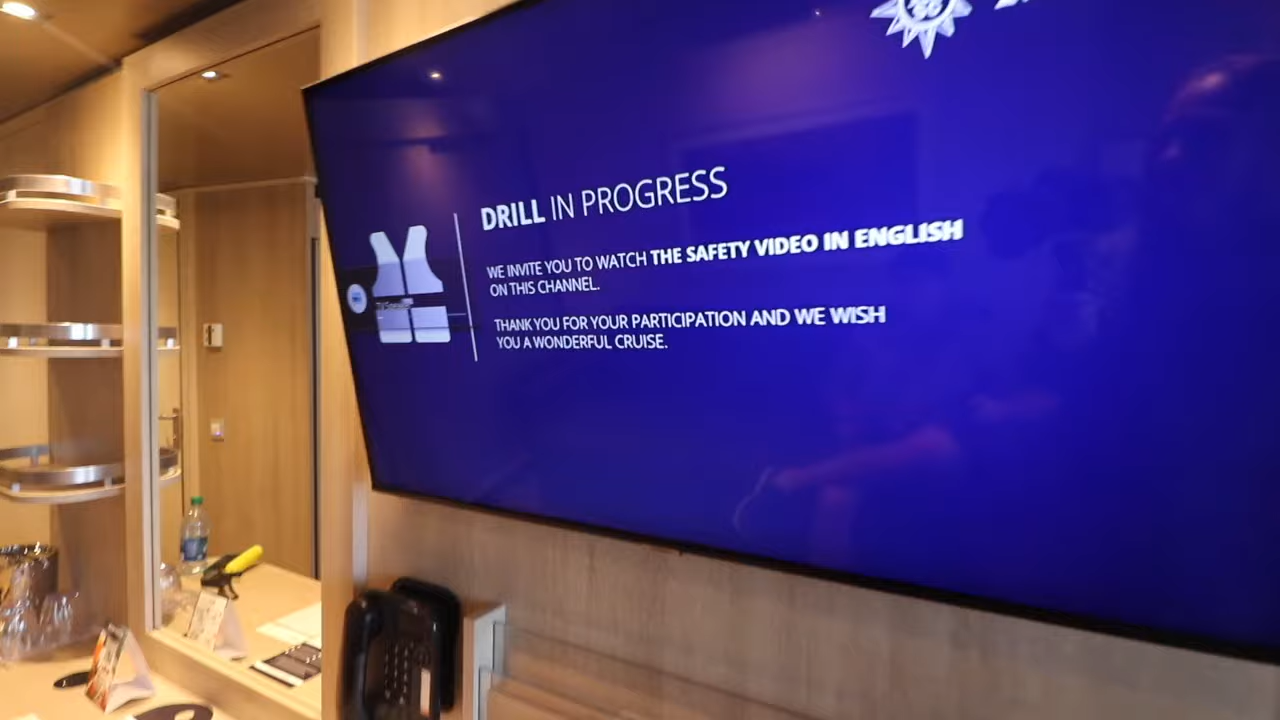 DRILL IN PROGRESS
WE INVITE YOU TO WATCH THE SAFETY VIDEO IN ENGLISH
ON THIS CHANNEL.
THANK YOU FOR YOUR PARTICIPATION AND WE WISH
YOU A WONDERFUL CRUISE.